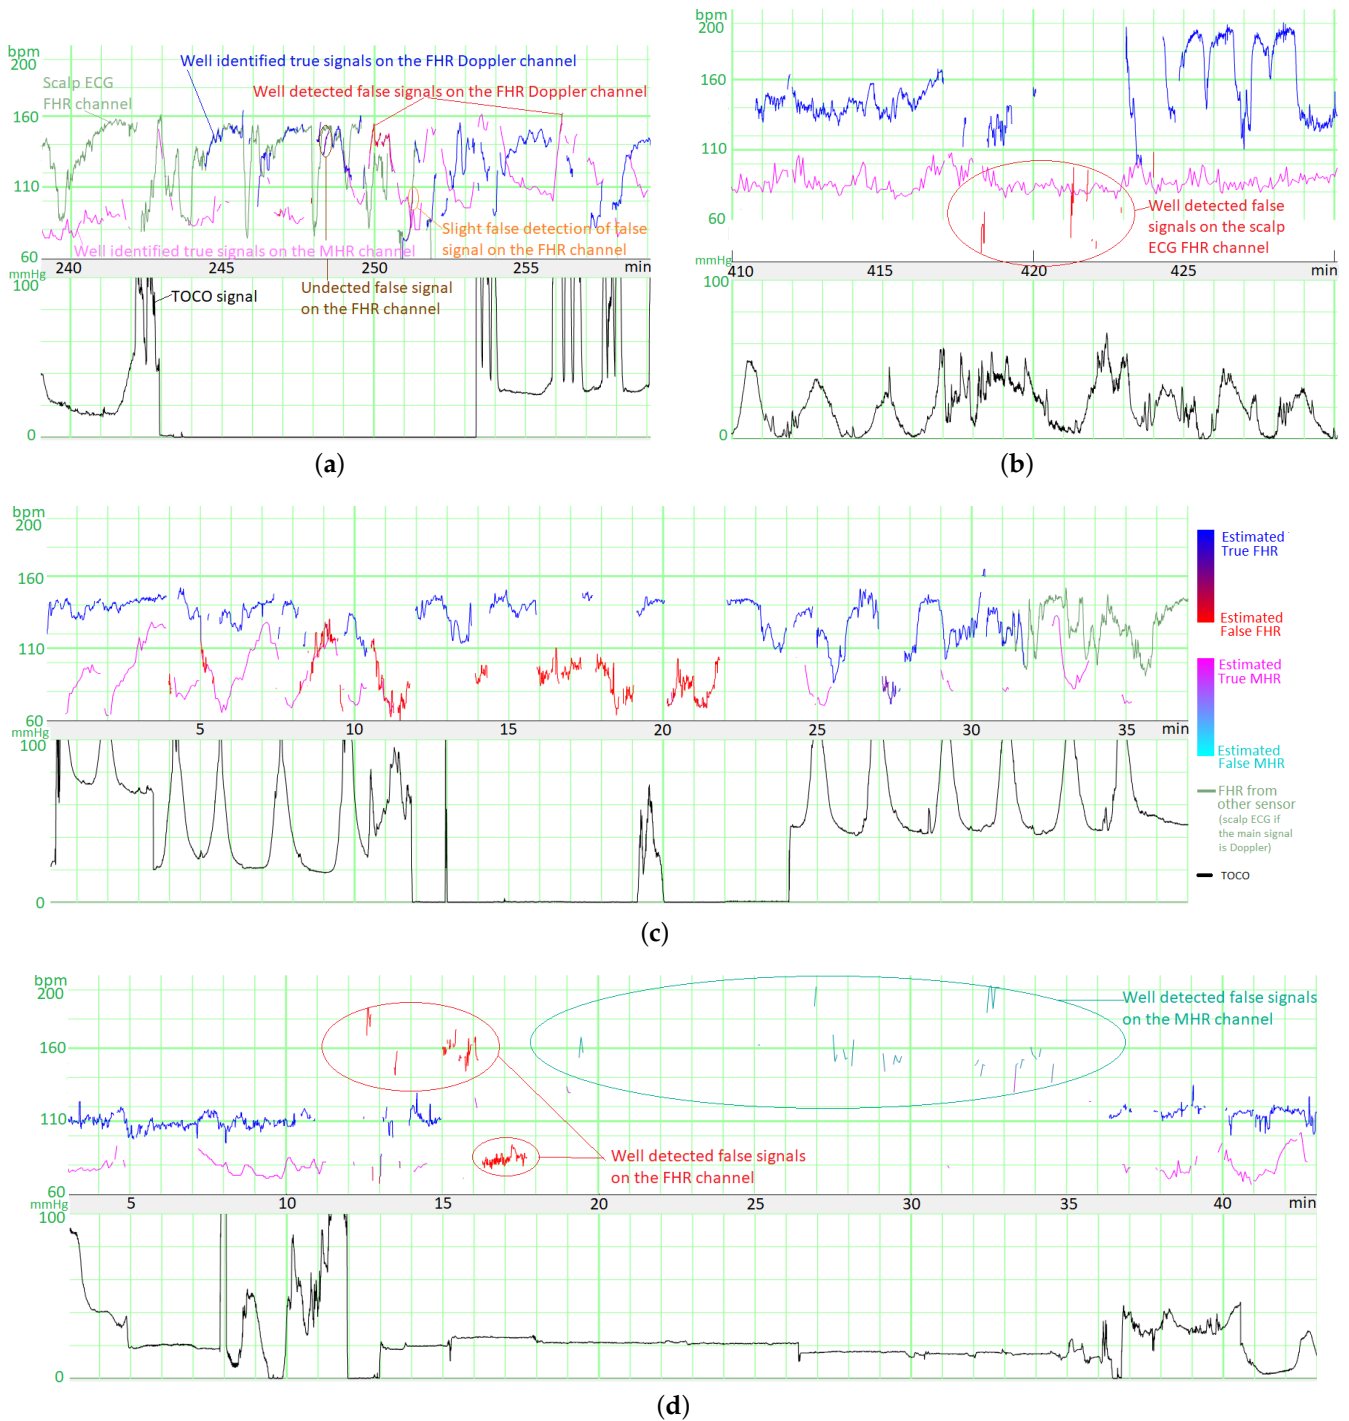 bpm
200
160
110
60
Scalp ECG
FHR channel
Well identified true signals on the FHR Doppler channel
Well detected false signals on the FHR Doppler channel
Slight false detection of false
signal on the FHR channel
Well identified true signals on the MHR channel
240
245
250
255
min
mmHg
100
0
TOCO signal
Undected false signal
on the FHR channel
(a)
bpm
200
160
110
60
Well detected false
signals on the scalp
ECG FHR channel
410
415
420
425
min
mmHg
100
0
(b)
bpm
200
160
110
60
5
10
15
20
25
30
35
min
mmHg
100
0
Estimated
True FHR
Estimated
False FHR
Estimated
True MHR
Estimated
False MHR
FHR from
other sensor
(scalp ECG if
the main signal
is Doppler)
TOCO
(c)
bpm
200
160
110
60
Well detected false signals
on the MHR channel
Well detected false signals
on the FHR channel
5
10
15
20
25
30
35
40
min
mmHg
100
0
(d)